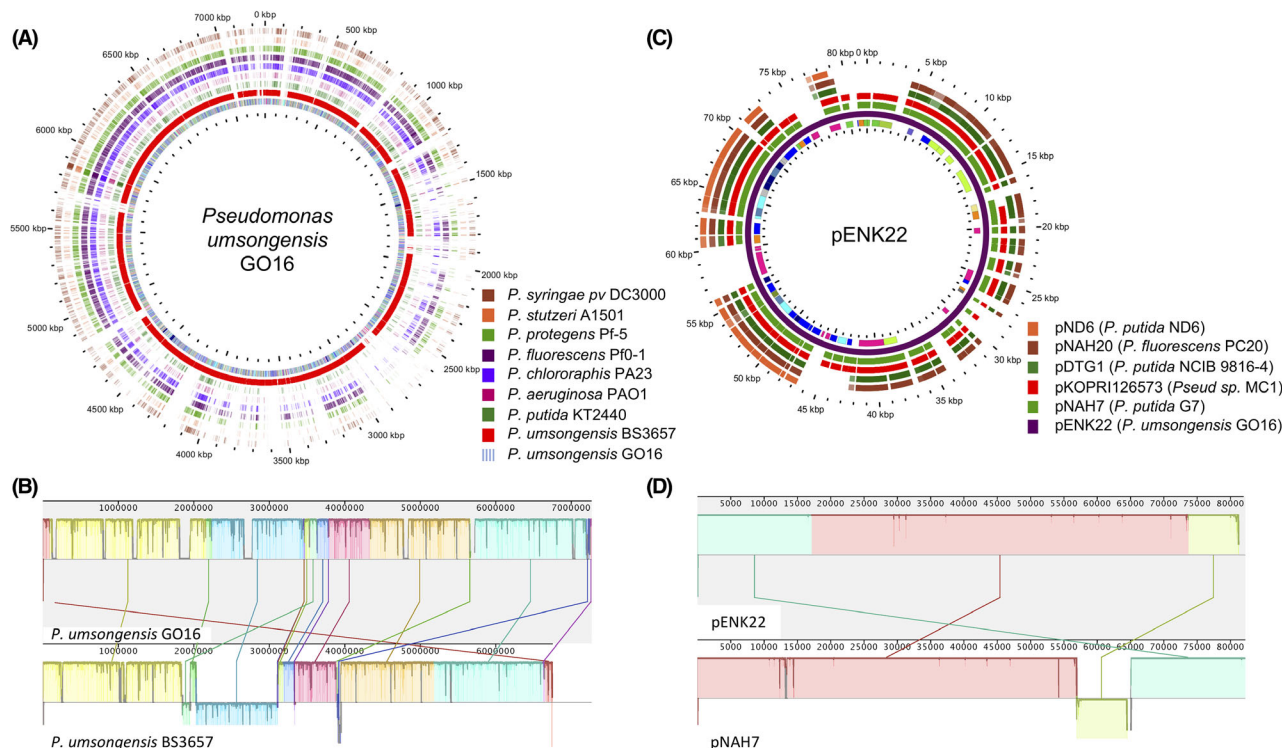 (A)
0 kbp
500 kbp
1000 kbp
1500 kbp
2000 kbp
2500 kbp
3000 kbp
3500 kbp
4000 kbp
4500 kbp
5000 kbp
5500 kbp
6000 kbp
6500 kbp
7000 kbp
Pseudomonas
umsongensis
GO16
P. syringae pv DC3000
P. stutzeri A1501
P. protegens Pf-5
P. fluorescens Pf0-1
P. chlororaphis PA23
P. aeruginosa PAO1
P. putida KT2440
P. umsongensis BS3657
P. umsongensis GO16
(C)
0 kbp
5 kbp
10 kbp
15 kbp
20 kbp
25 kbp
30 kbp
35 kbp
40 kbp
45 kbp
50 kbp
55 kbp
60 kbp
65 kbp
70 kbp
75 kbp
80 kbp
pENK22
pND6 (P. putida ND6)
pNAH20 (P. fluorescens PC20)
pDTG1 (P. putida NCIB 9816-4)
pKOPRI126573 (Pseud sp. MC1)
pNAH7 (P. putida G7)
pENK22 (P. umsongensis GO16)
(B)
1000000 2000000 3000000 4000000 5000000 6000000 7000000
P. umsongensis GO16
1000000 2000000 3000000 4000000 5000000 6000000
P. umsongensis BS3657
(D)
5000 10000 15000 20000 25000 30000 35000 40000 45000 50000 55000 60000 65000 70000 75000 80000
pENK22
5000 10000 15000 20000 25000 30000 35000 40000 45000 50000 55000 60000 65000 70000 75000 80000
pNAH7